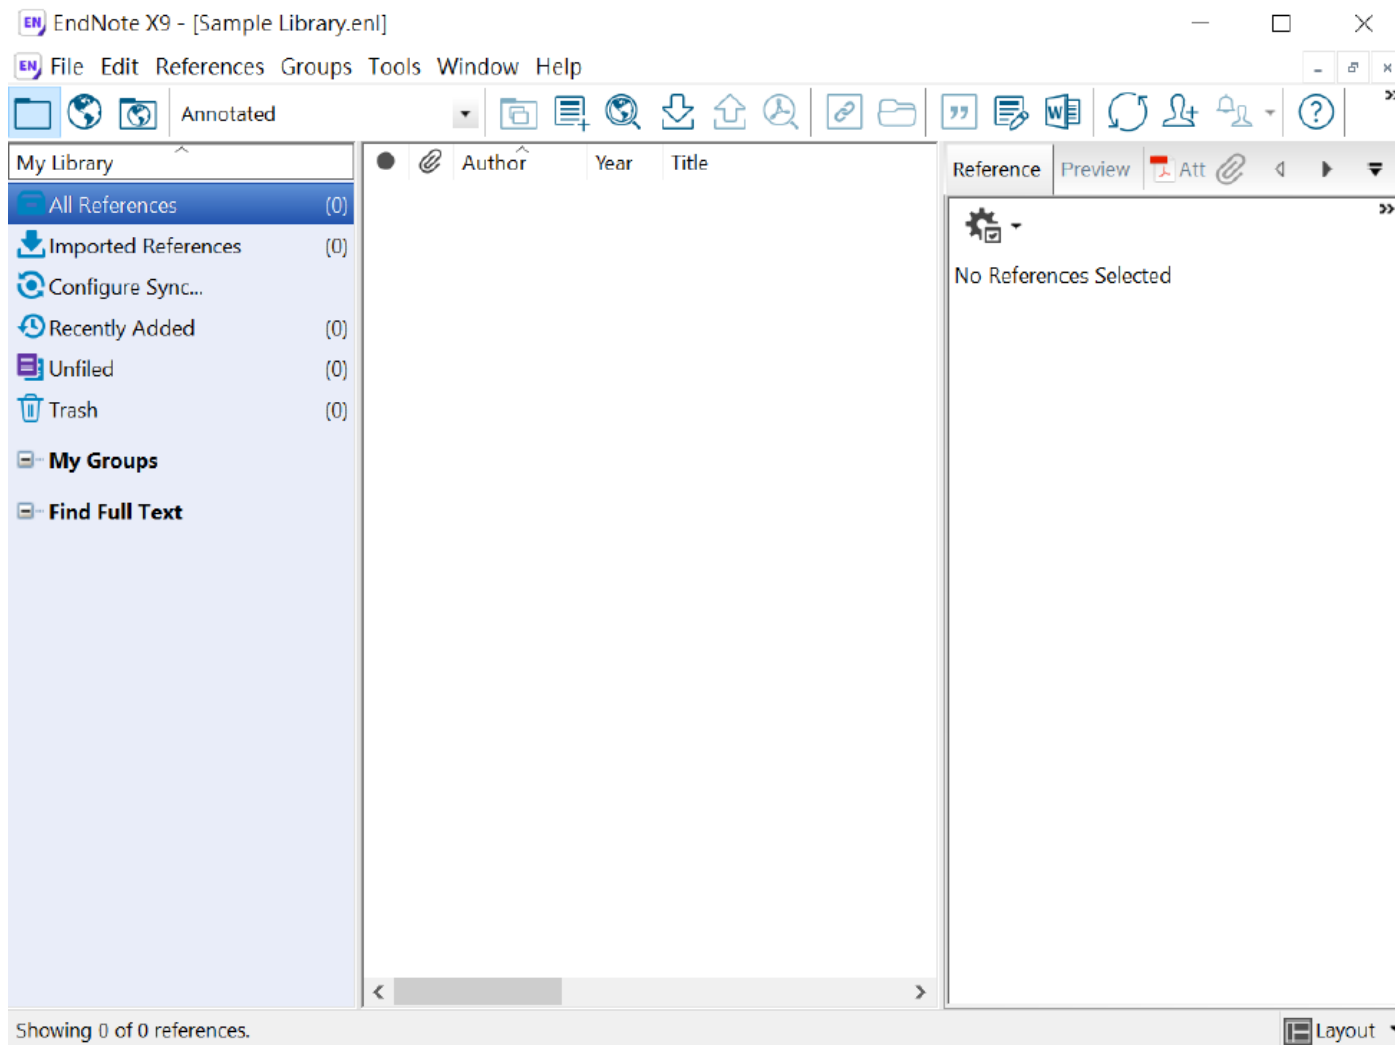 EN EndNote X9 - [Sample Library.enl]
EN File Edit References Groups Tools Window Help
Annotated
My Library
Author Year Title
Reference Preview Att
All References (0)
Imported References (0)
Configure Sync...
Recently Added (0)
Unfiled (0)
Trash (0)
My Groups
Find Full Text
No References Selected
Showing 0 of 0 references.
Layout